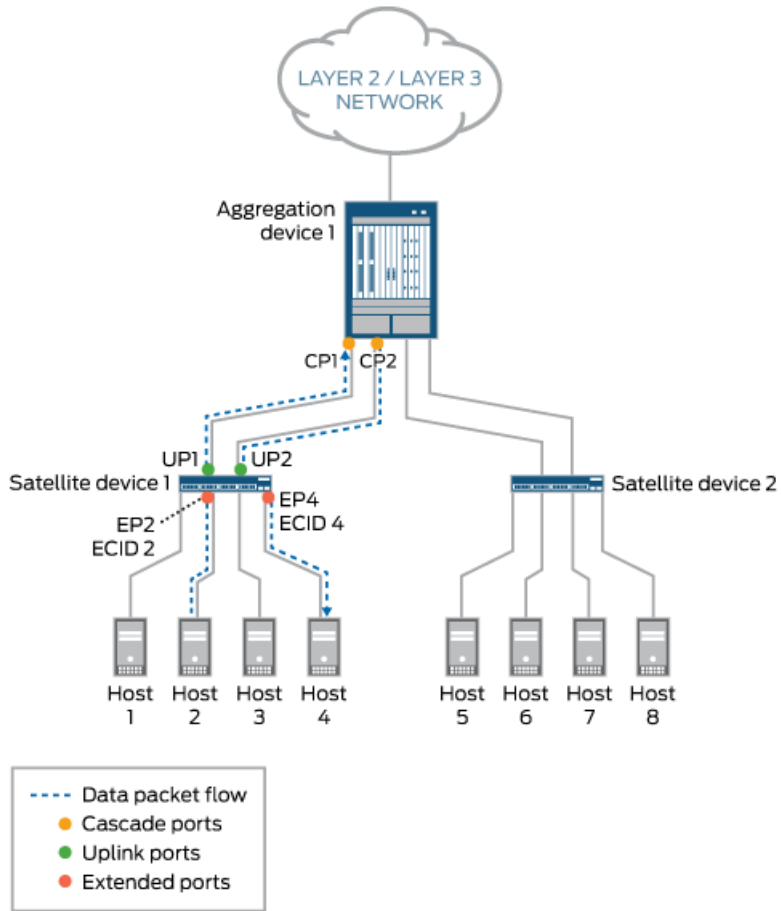 LAYER 2 / LAYER 3
NETWORK
Aggregation
device 1
CP1 CP2
UP1 UP2
Satellite device 1
Satellite device 2
EP2
ECID 2
EP4
ECID 4
Host
1
Host
2
Host
3
Host
4
Host
5
Host
6
Host
7
Host
8
Data packet flow
Cascade ports
Uplink ports
Extended ports